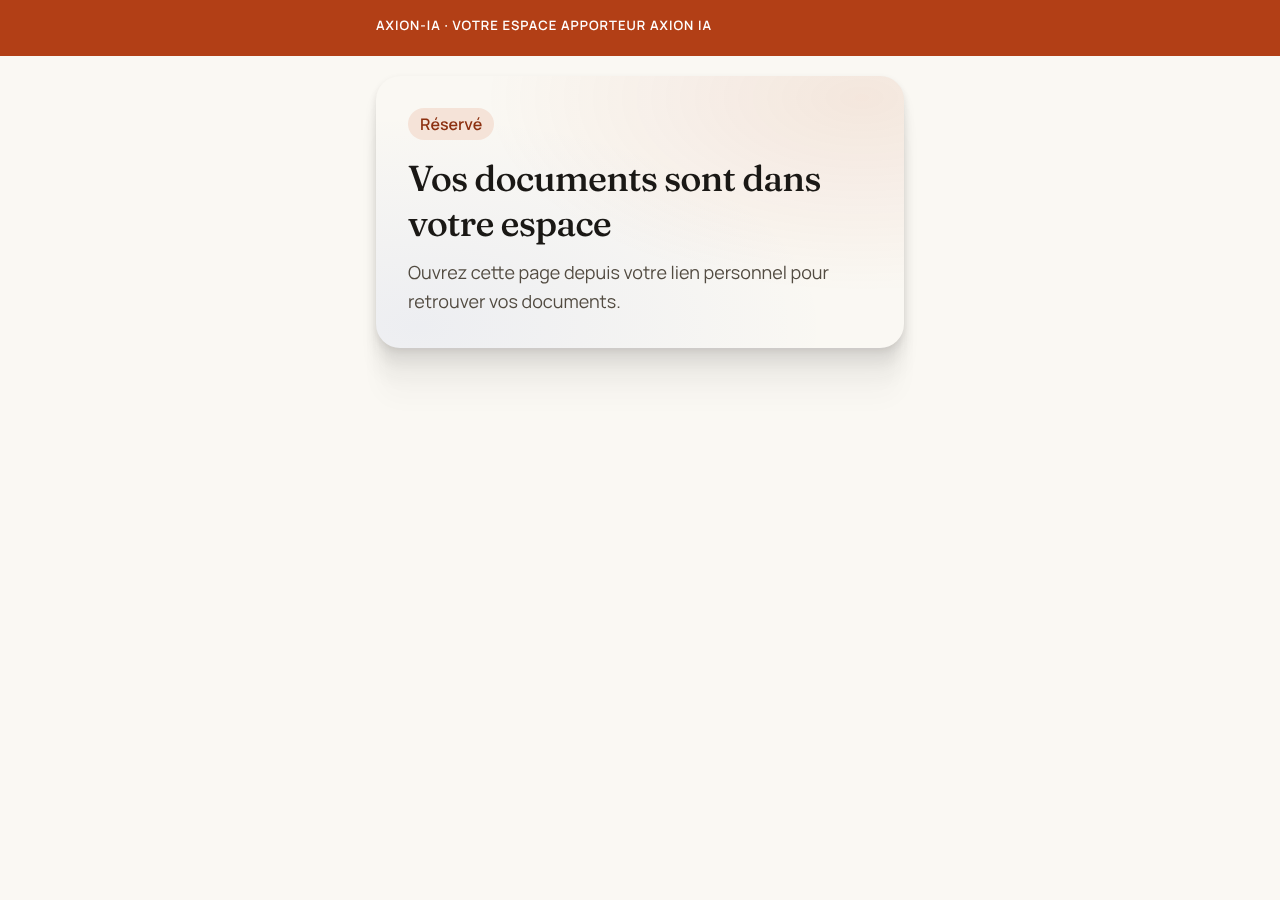 AXION-IA · VOTRE ESPACE APPORTEUR AXION IA
Réservé
Vos documents sont dans
votre espace
Ouvrez cette page depuis votre lien personnel pour
retrouver vos documents.